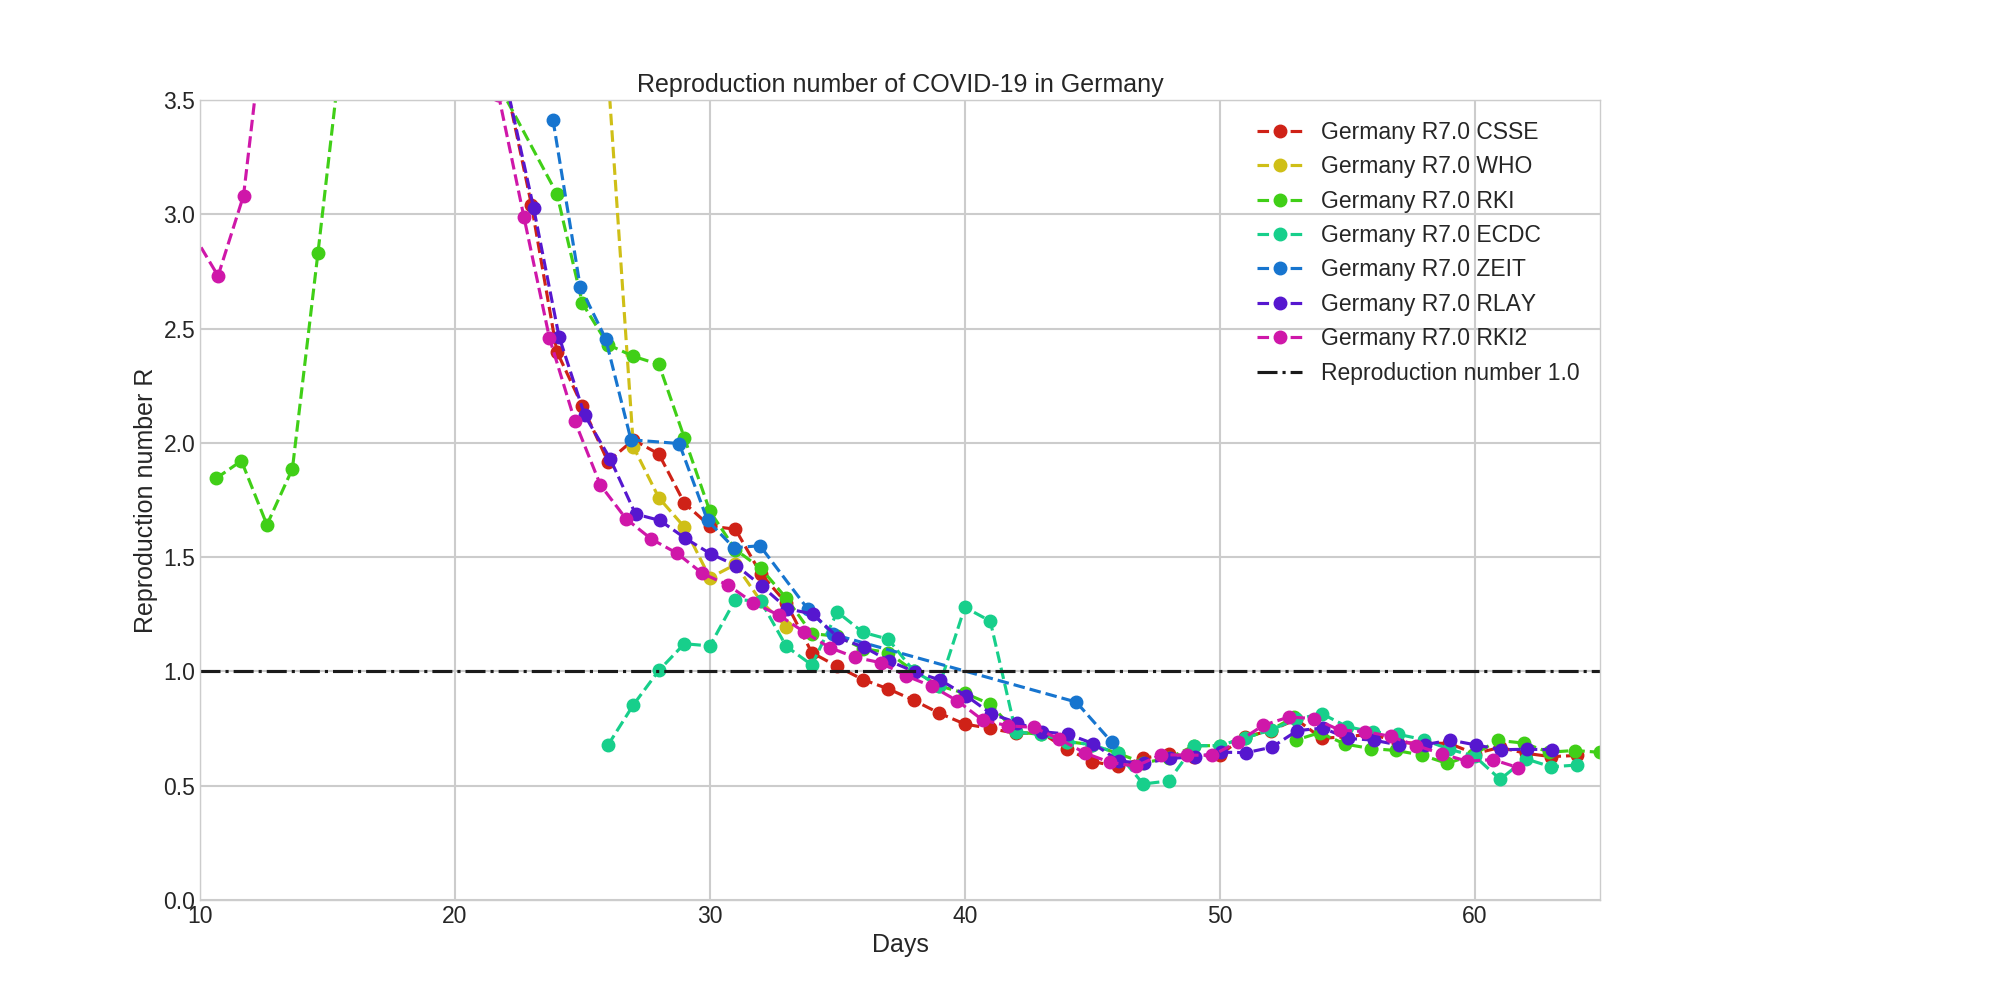 Reproduction number of COVID-19 in Germany
3.5
3.0
2.5
2.0
1.5
1.0
0.5
0.0
Reproduction number R
Germany R7.0 CSSE
Germany R7.0 WHO
Germany R7.0 RKI
Germany R7.0 ECDC
Germany R7.0 ZEIT
Germany R7.0 RLAY
Germany R7.0 RKI2
Reproduction number 1.0
10 20 30 40 50 60
Days